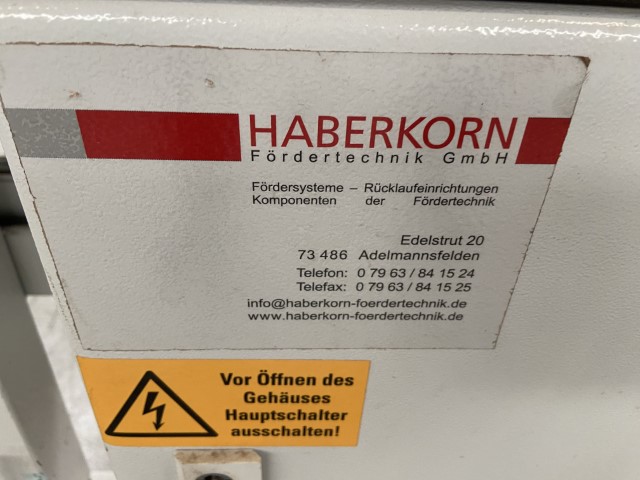 HABERKORN
Fördertechnik GmbH
Fördersysteme – Rücklaufeinrichtungen
Komponenten der Fördertechnik
Edelstrut 20
73 486 Adelmannsfelden
Telefon: 0 79 63 / 84 15 24
Telefax: 0 79 63 / 84 15 25
info@haberkorn-foerdertechnik.de
www.haberkorn-foerdertechnik.de
Vor Öffnen des
Gehäuses
Hauptschalter
ausschalten!